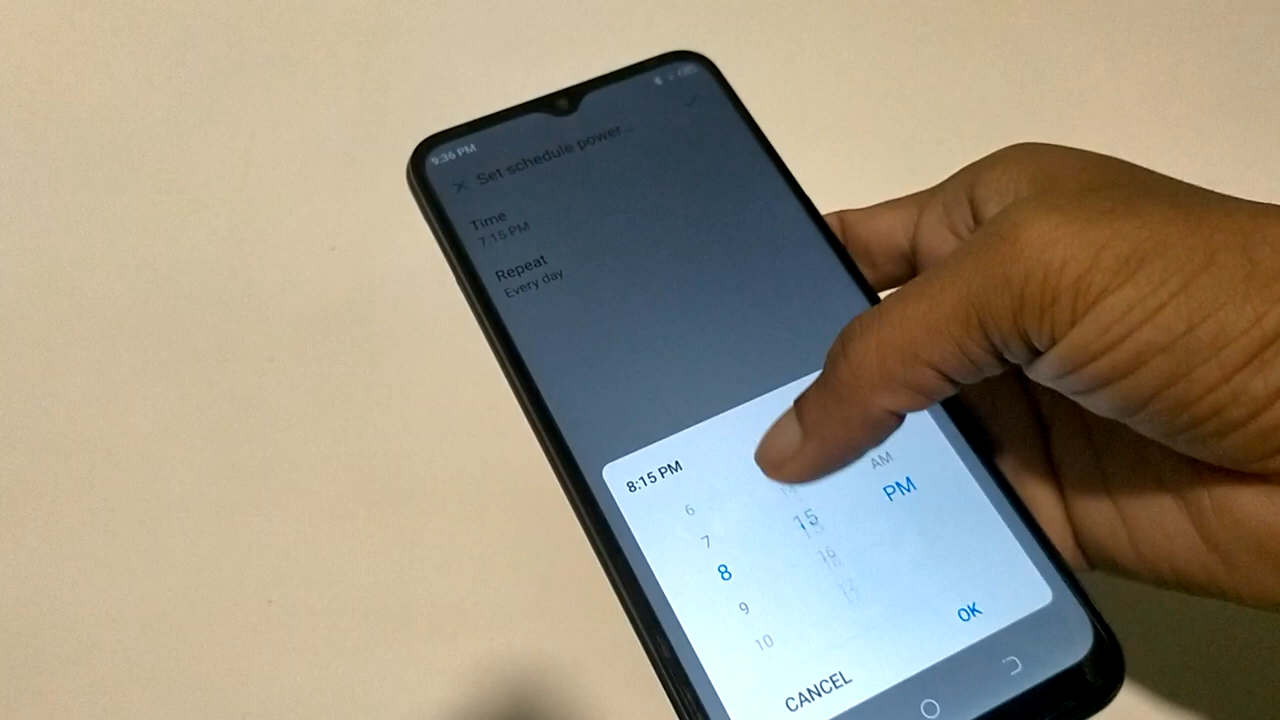 9:36 PM
Set schedule power...
Time
7:15 PM
Repeat
Every day
8:15 PM
AM
6
7
15
PM
8
16
9
10
OK
CANCEL